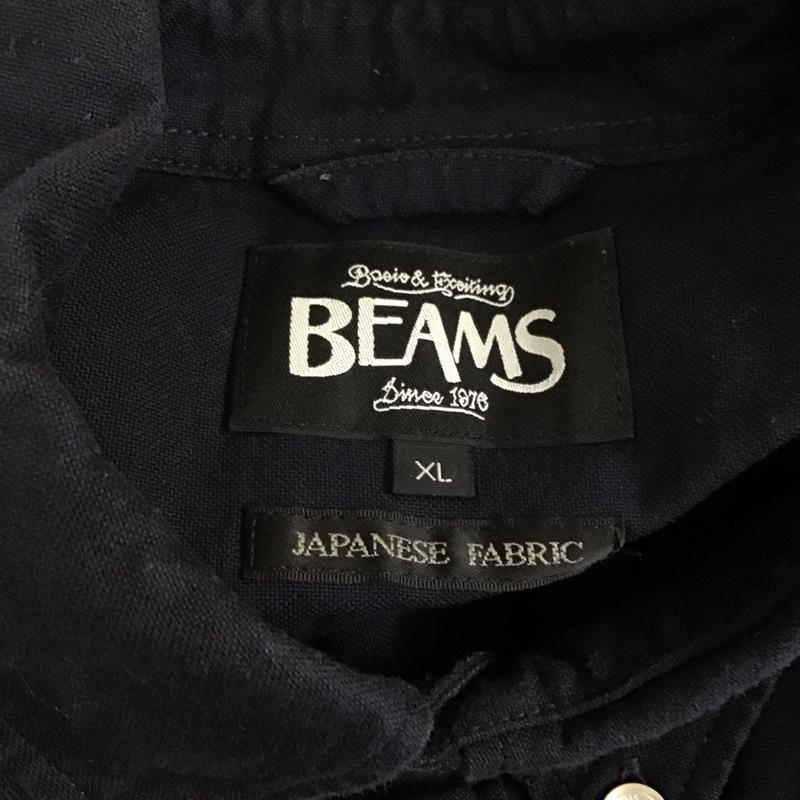 Basic & Exciting
BEAMS
Since 1976
XL
JAPANESE FABRIC